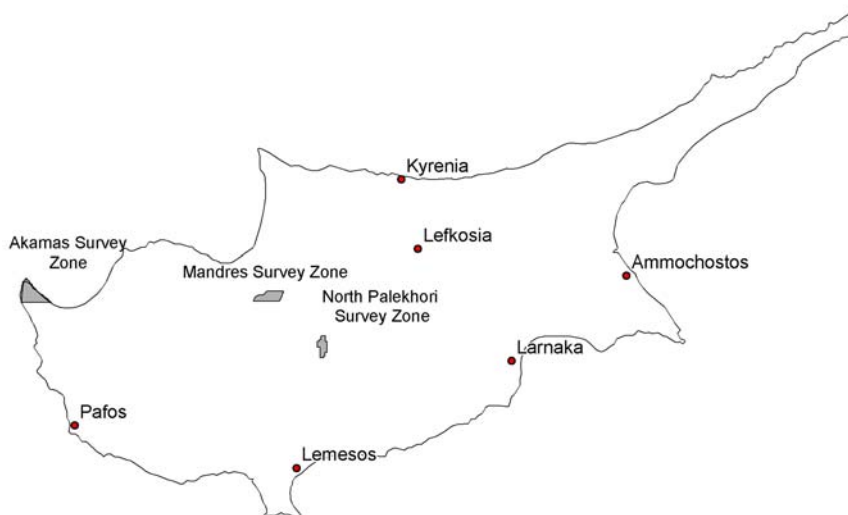 Kyrenia
Lefkosia
Akamas Survey
Zone
Mandres Survey Zone
Ammochostos
North Palekhori
Survey Zone
Larnaka
Pafos
Lemesos